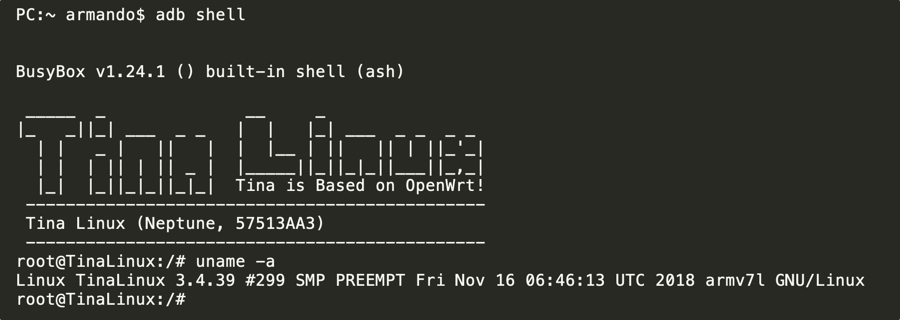 PC:~ armando$ adb shell
BusyBox v1.24.1 () built-in shell (ash)
Tina Linux
Tina is Based on OpenWrt!
----------------------------------------------
Tina Linux (Neptune, 57513AA3)
----------------------------------------------
root@TinaLinux:/# uname -a
Linux TinaLinux 3.4.39 #299 SMP PREEMPT Fri Nov 16 06:46:13 UTC 2018 armv7l GNU/Linux
root@TinaLinux:/#